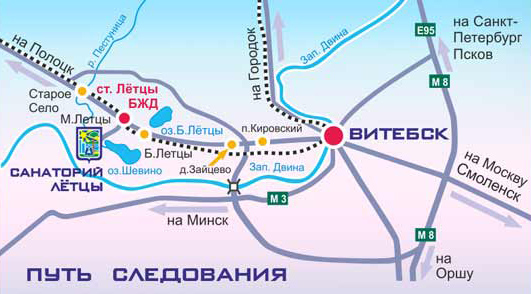 на Полоцк
р. Пестуница
на Городок
Зап. Двина
на Санкт-
Петербург
Псков
E95
M 8
Старое
Село
ст. Лётцы
БЖД
М.Летцы
оз.Б.Лётцы
п.Кировский
ВИТЕБСК
САНАТОРИЙ
ЛЁТЦЫ
оз.Шевино
Б.Летцы
д.Зайцево
Зап. Двина
на Москву
Смоленск
M 3
на Минск
M 8
на
Оршу
ПУТЬ СЛЕДОВАНИЯ